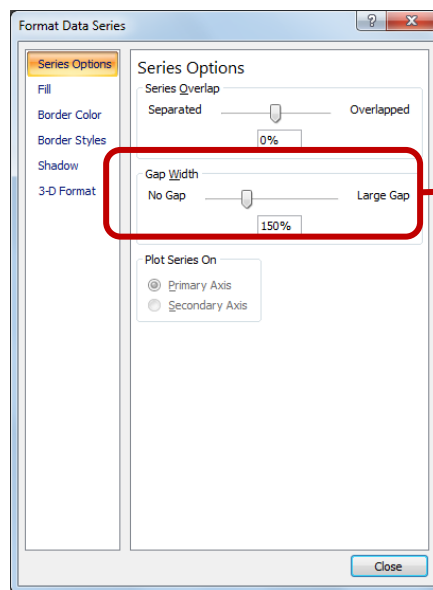 Format Data Series
? X
Series Options
Fill
Border Color
Border Styles
Shadow
3-D Format
Series Options
Series Overlap
Separated Overlapped
0%
Gap Width
No Gap Large Gap
150%
Plot Series On
Primary Axis
Secondary Axis
Close